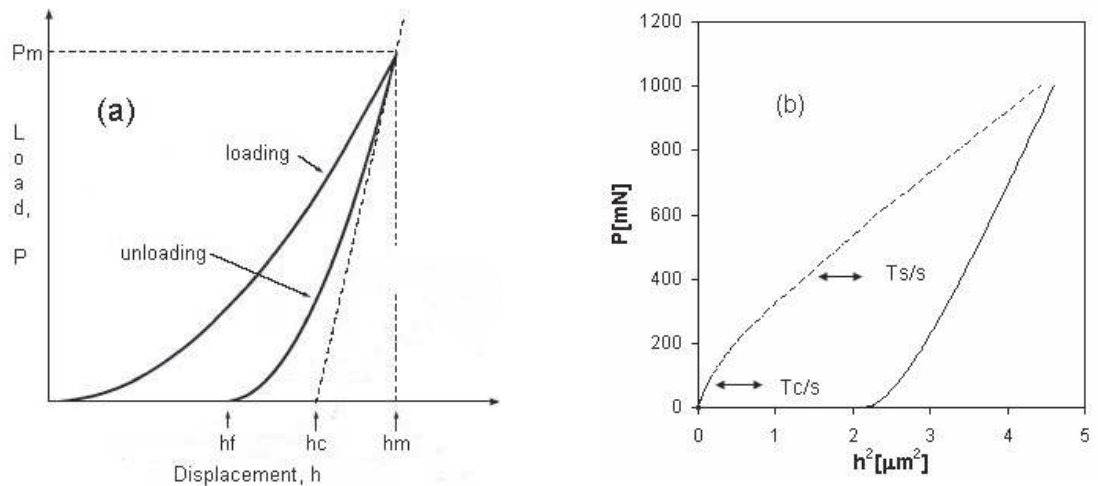 Pm
(a)
Load,
P
loading
unloading
hf
hc
hm
Displacement, h
1200
1000
800
600
400
200
0
(b)
P[mN]
Ts/s
Tc/s
0
1
2
3
4
5
h²[μm²]